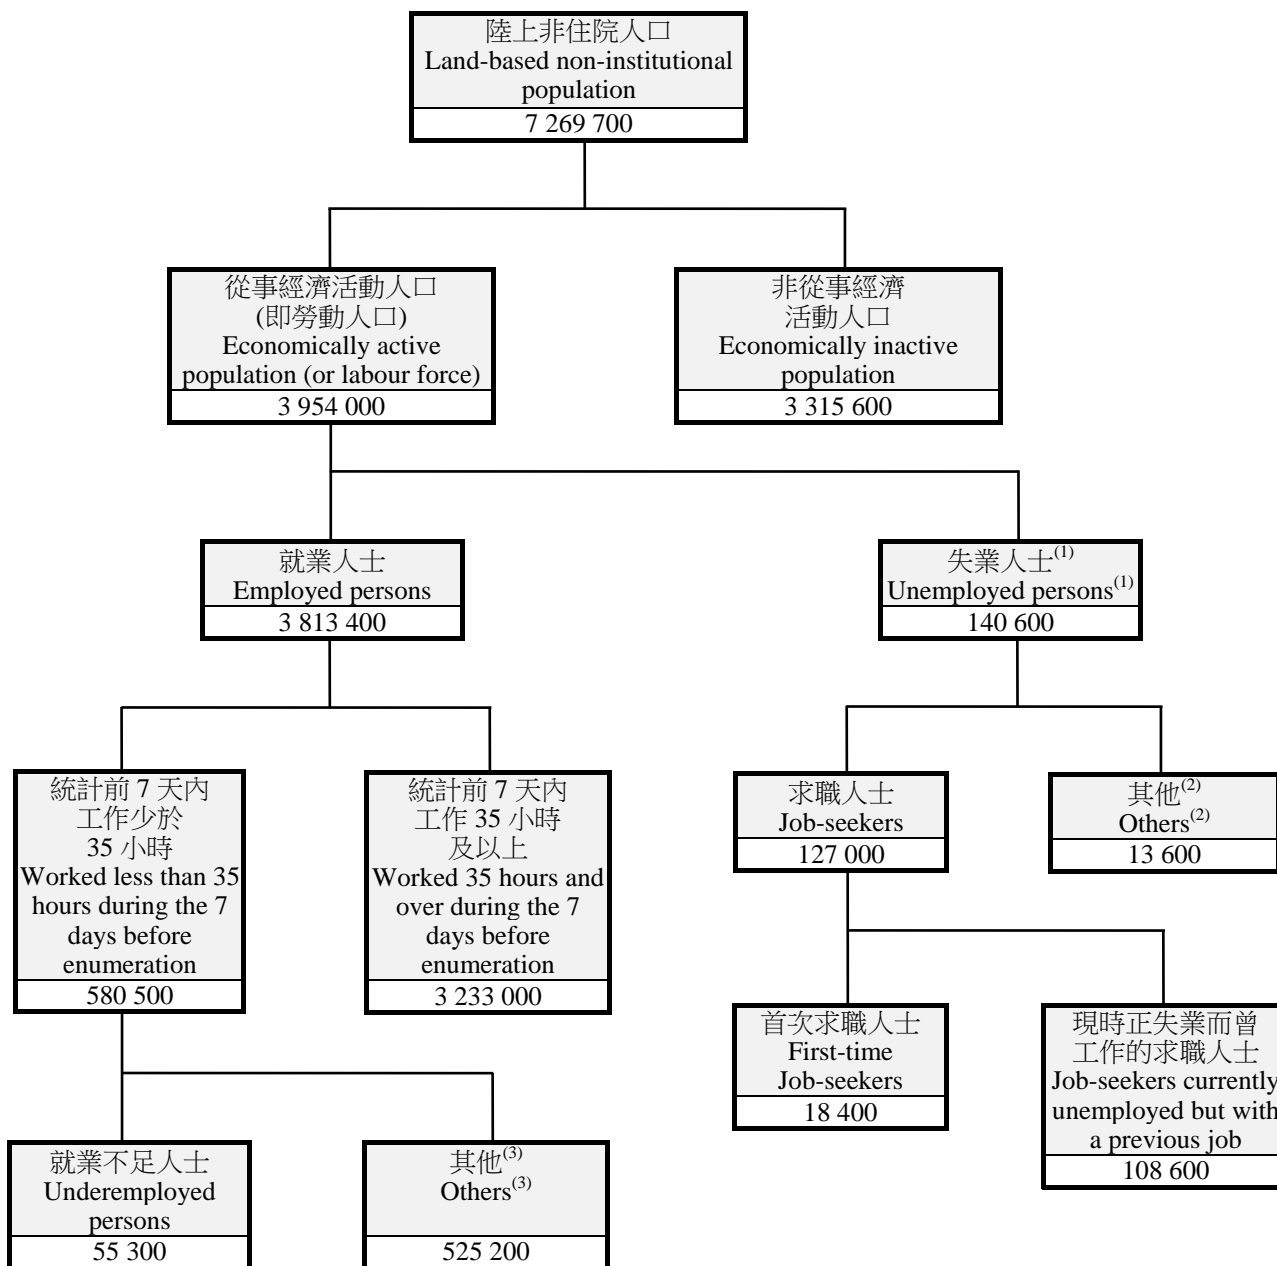 陸上非住院人口
Land-based non-institutional
population
7 269 700
從事經濟活動人口
(即勞動人口)
Economically active
population (or labour force)
3 954 000
非從事經濟
活動人口
Economically inactive
population
3 315 600
就業人士
Employed persons
3 813 400
失業人士(1)
Unemployed persons(1)
140 600
統計前 7 天內
工作少於
35 小時
Worked less than 35
hours during the 7
days before
enumeration
580 500
統計前 7 天內
工作 35 小時
及以上
Worked 35 hours and
over during the 7
days before
enumeration
3 233 000
求職人士
Job-seekers
127 000
其他(2)
Others(2)
13 600
首次求職人士
First-time
Job-seekers
18 400
現時正失業而曾
工作的求職人士
Job-seekers currently
unemployed but with
a previous job
108 600
就業不足人士
Underemployed
persons
55 300
其他(3)
Others(3)
525 200